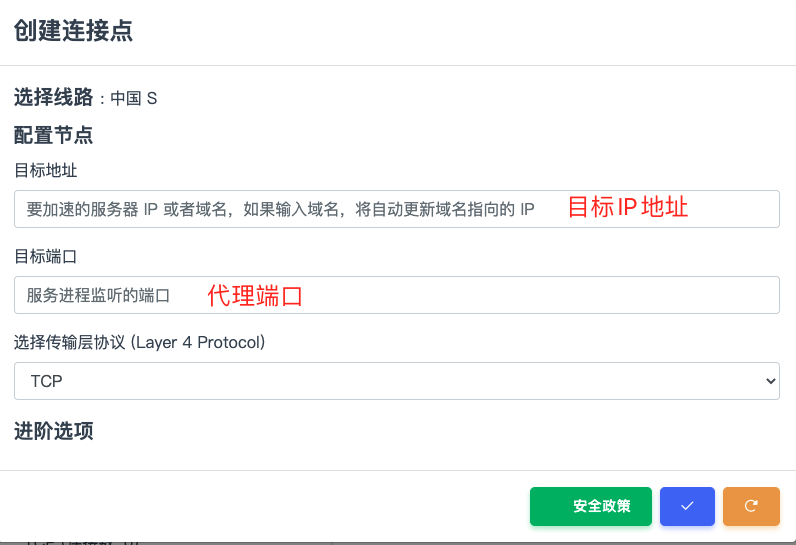 创建连接点
选择线路：中国 S
配置节点
目标地址
要加速的服务器 IP 或者域名，如果输入域名，将自动更新域名指向的 IP 目标IP地址
目标端口
服务进程监听的端口 代理端口
选择传输层协议 (Layer 4 Protocol)
TCP
进阶选项
安全政策